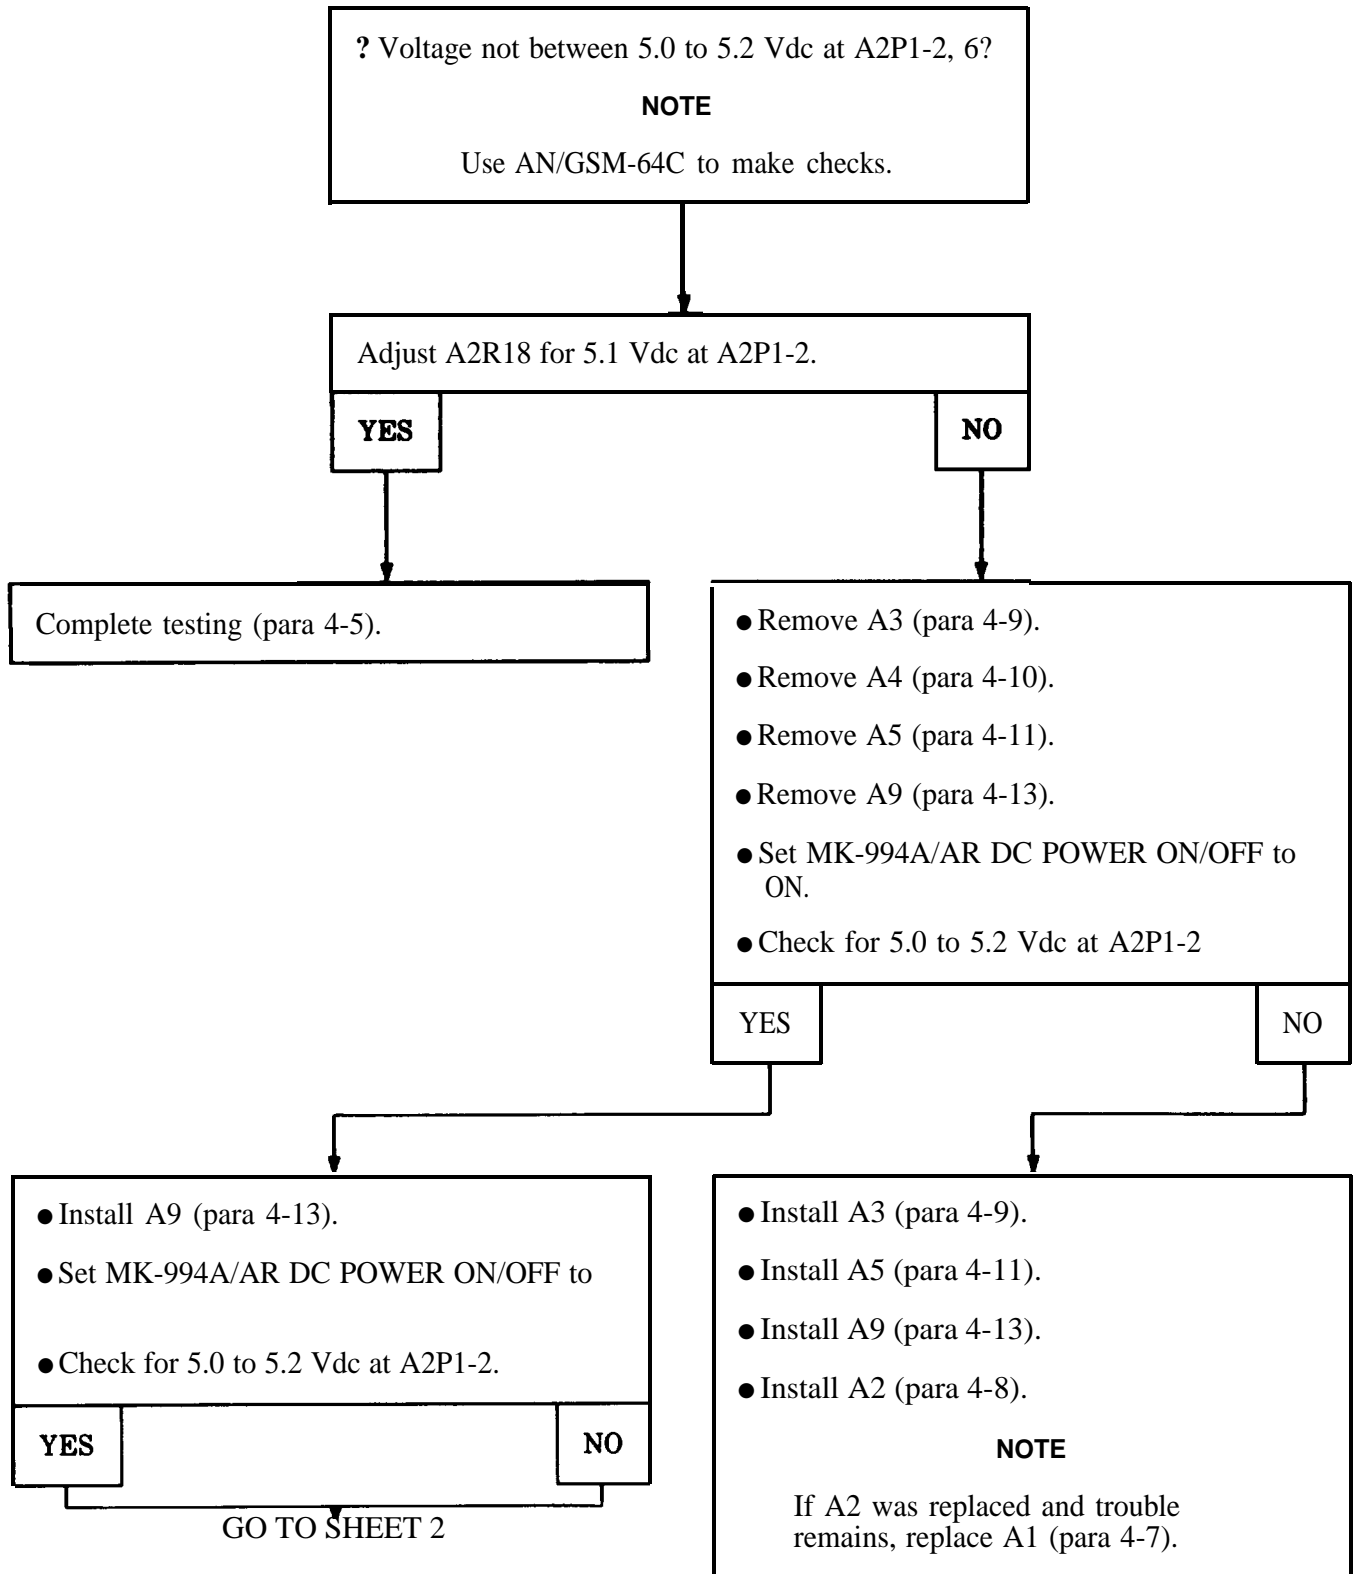 ? Voltage not between 5.0 to 5.2 Vdc at A2P1-2, 6?
NOTE
Use AN/GSM-64C to make checks.
Adjust A2R18 for 5.1 Vdc at A2P1-2.
YES
NO
Complete testing (para 4-5).
● Remove A3 (para 4-9).
● Remove A4 (para 4-10).
● Remove A5 (para 4-11).
● Remove A9 (para 4-13).
● Set MK-994A/AR DC POWER ON/OFF to
ON.
● Check for 5.0 to 5.2 Vdc at A2P1-2
YES
NO
● Install A9 (para 4-13).
● Set MK-994A/AR DC POWER ON/OFF to
● Check for 5.0 to 5.2 Vdc at A2P1-2.
YES
NO
GO TO SHEET 2
● Install A3 (para 4-9).
● Install A5 (para 4-11).
● Install A9 (para 4-13).
● Install A2 (para 4-8).
NOTE
If A2 was replaced and trouble
remains, replace A1 (para 4-7).